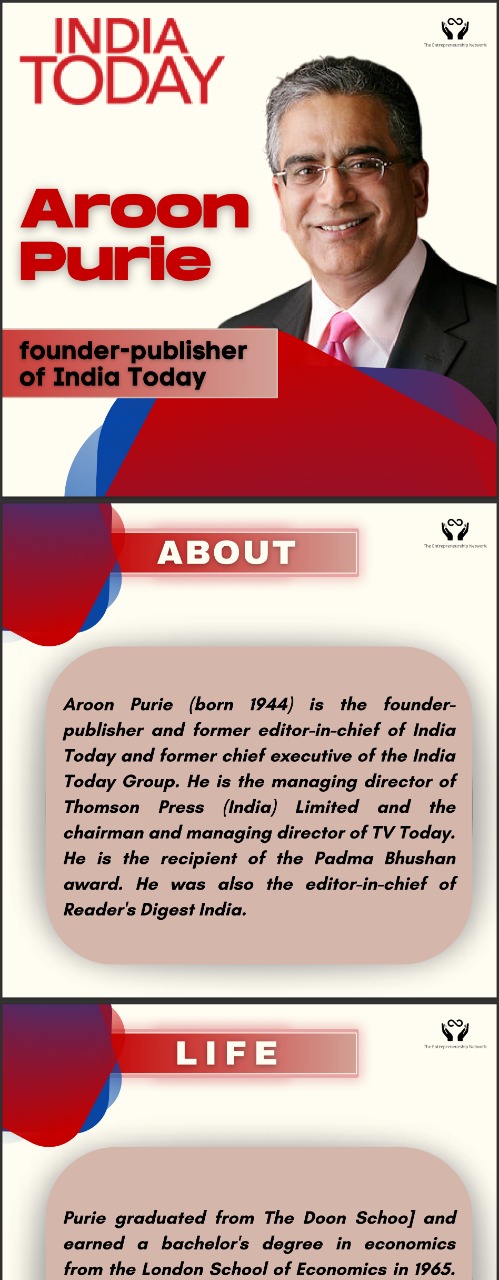 INDIA
TODAY
The Entrepreneurship Network
Aroon
Purie
founder-publisher
of India Today
ABOUT
The Entrepreneurship Network
Aroon Purie (born 1944) is the founder-
publisher and former editor-in-chief of India
Today and former chief executive of the India
Today Group. He is the managing director of
Thomson Press (India) Limited and the
chairman and managing director of TV Today.
He is the recipient of the Padma Bhushan
award. He was also the editor-in-chief of
Reader's Digest India.
LIFE
The Entrepreneurship Network
Purie graduated from The Doon Schoo] and
earned a bachelor's degree in economics
from the London School of Economics in 1965.